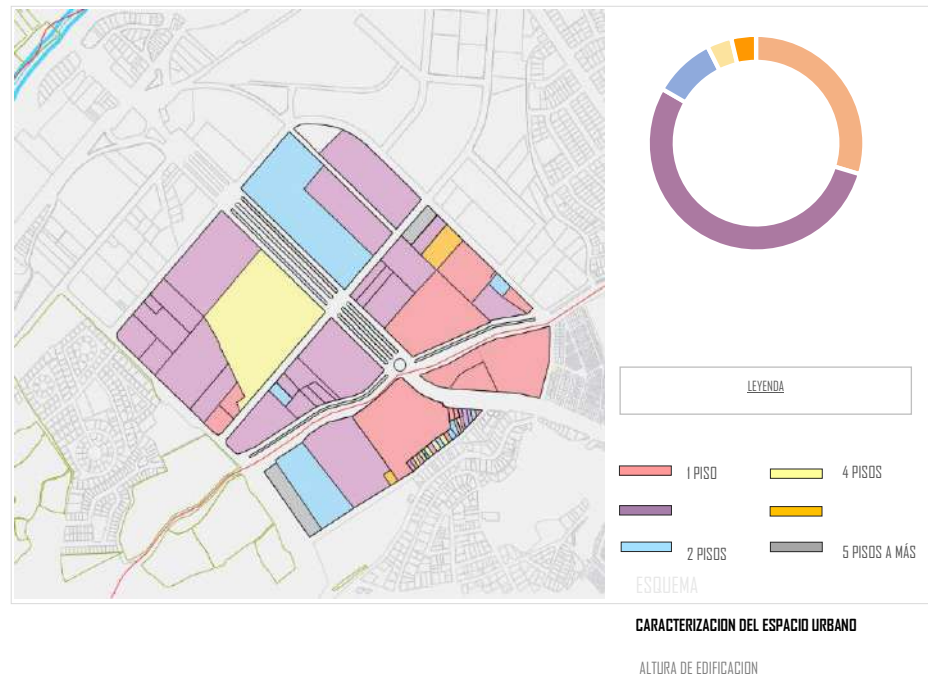 LEYENDA
1 PISO
4 PISOS
2 PISOS
5 PISOS A MÁS
ESQUEMA
CARACTERIZACION DEL ESPACIO URBANO
ALTURA DE EDIFICACION